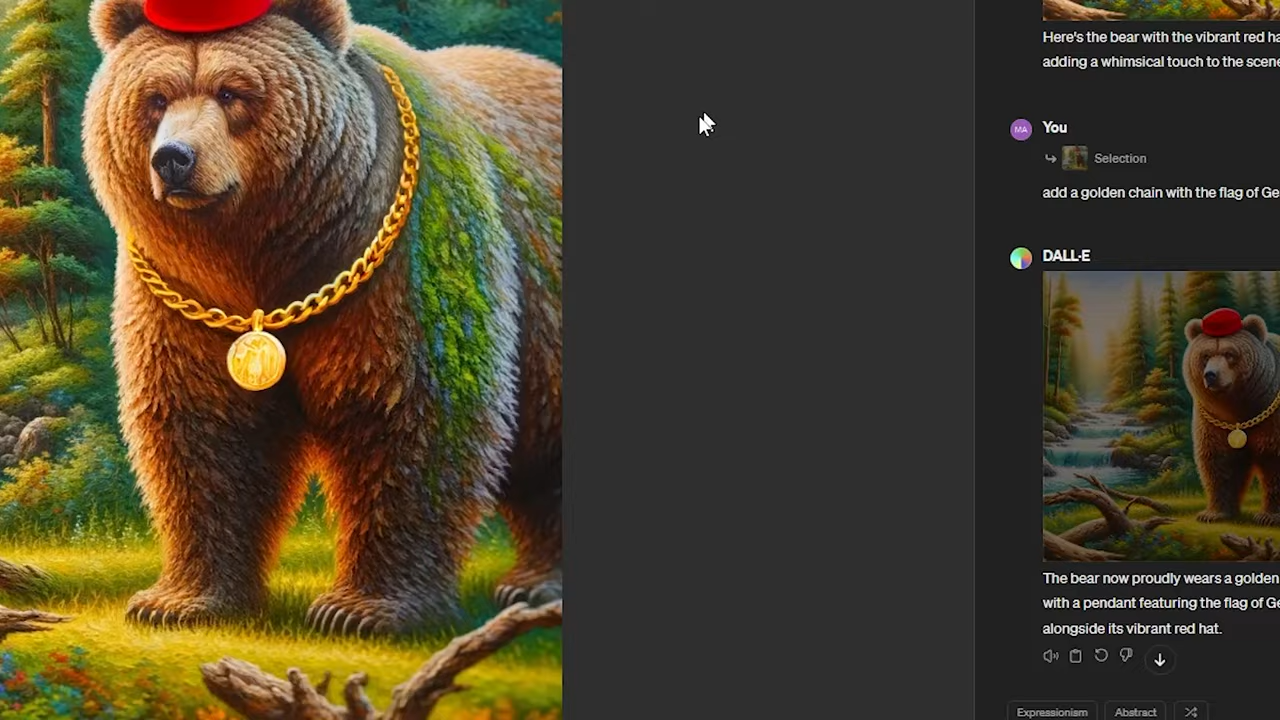 Here's the bear with the vibrant red ha
adding a whimsical touch to the scene
MA
You
Selection
add a golden chain with the flag of Ge
DALL·E
The bear now proudly wears a golden
with a pendant featuring the flag of Ge
alongside its vibrant red hat.
Expressionism
Abstract